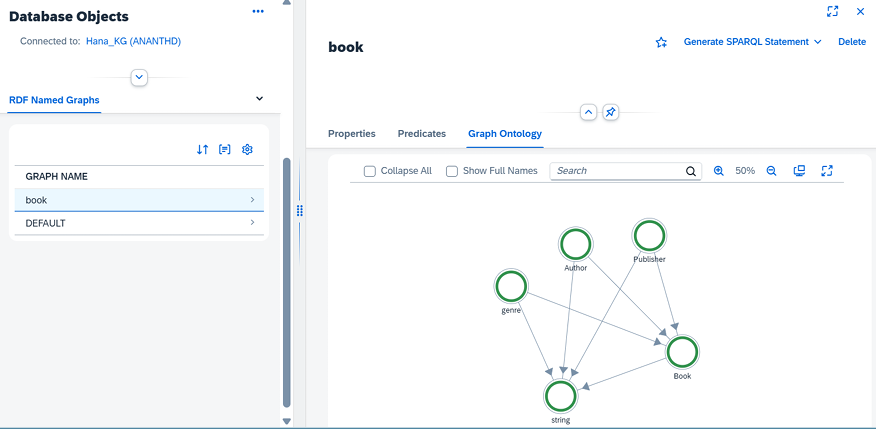 Database Objects
Connected to: Hana_KG (ANANTHD)
RDF Named Graphs
GRAPH NAME
book
DEFAULT
book
Generate SPARQL Statement
Delete
Properties
Predicates
Graph Ontology
Collapse All
Show Full Names
Search
50%
Publisher
Author
genre
Book
string